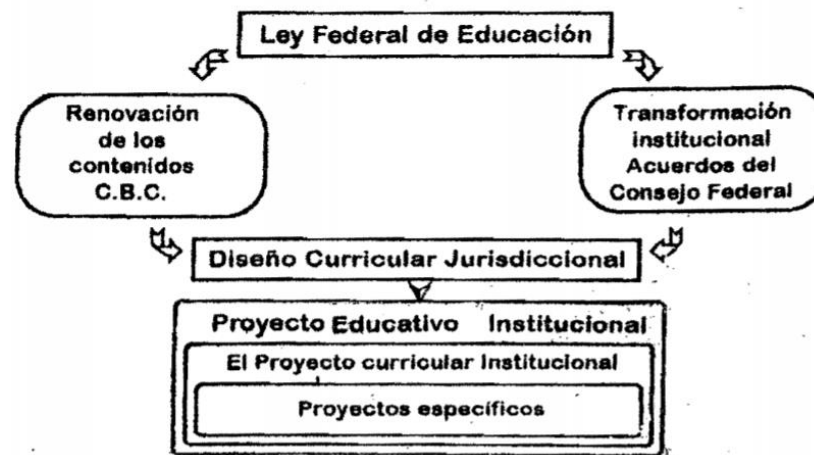 Ley Federal de Educación
Renovación
de los
contenidos
C.B.C.
Transformación
institucional
Acuerdos del
Consejo Federal
Diseño Curricular Jurisdiccional
Proyecto Educativo Institucional
El Proyecto curricular Institucional
Proyectos específicos